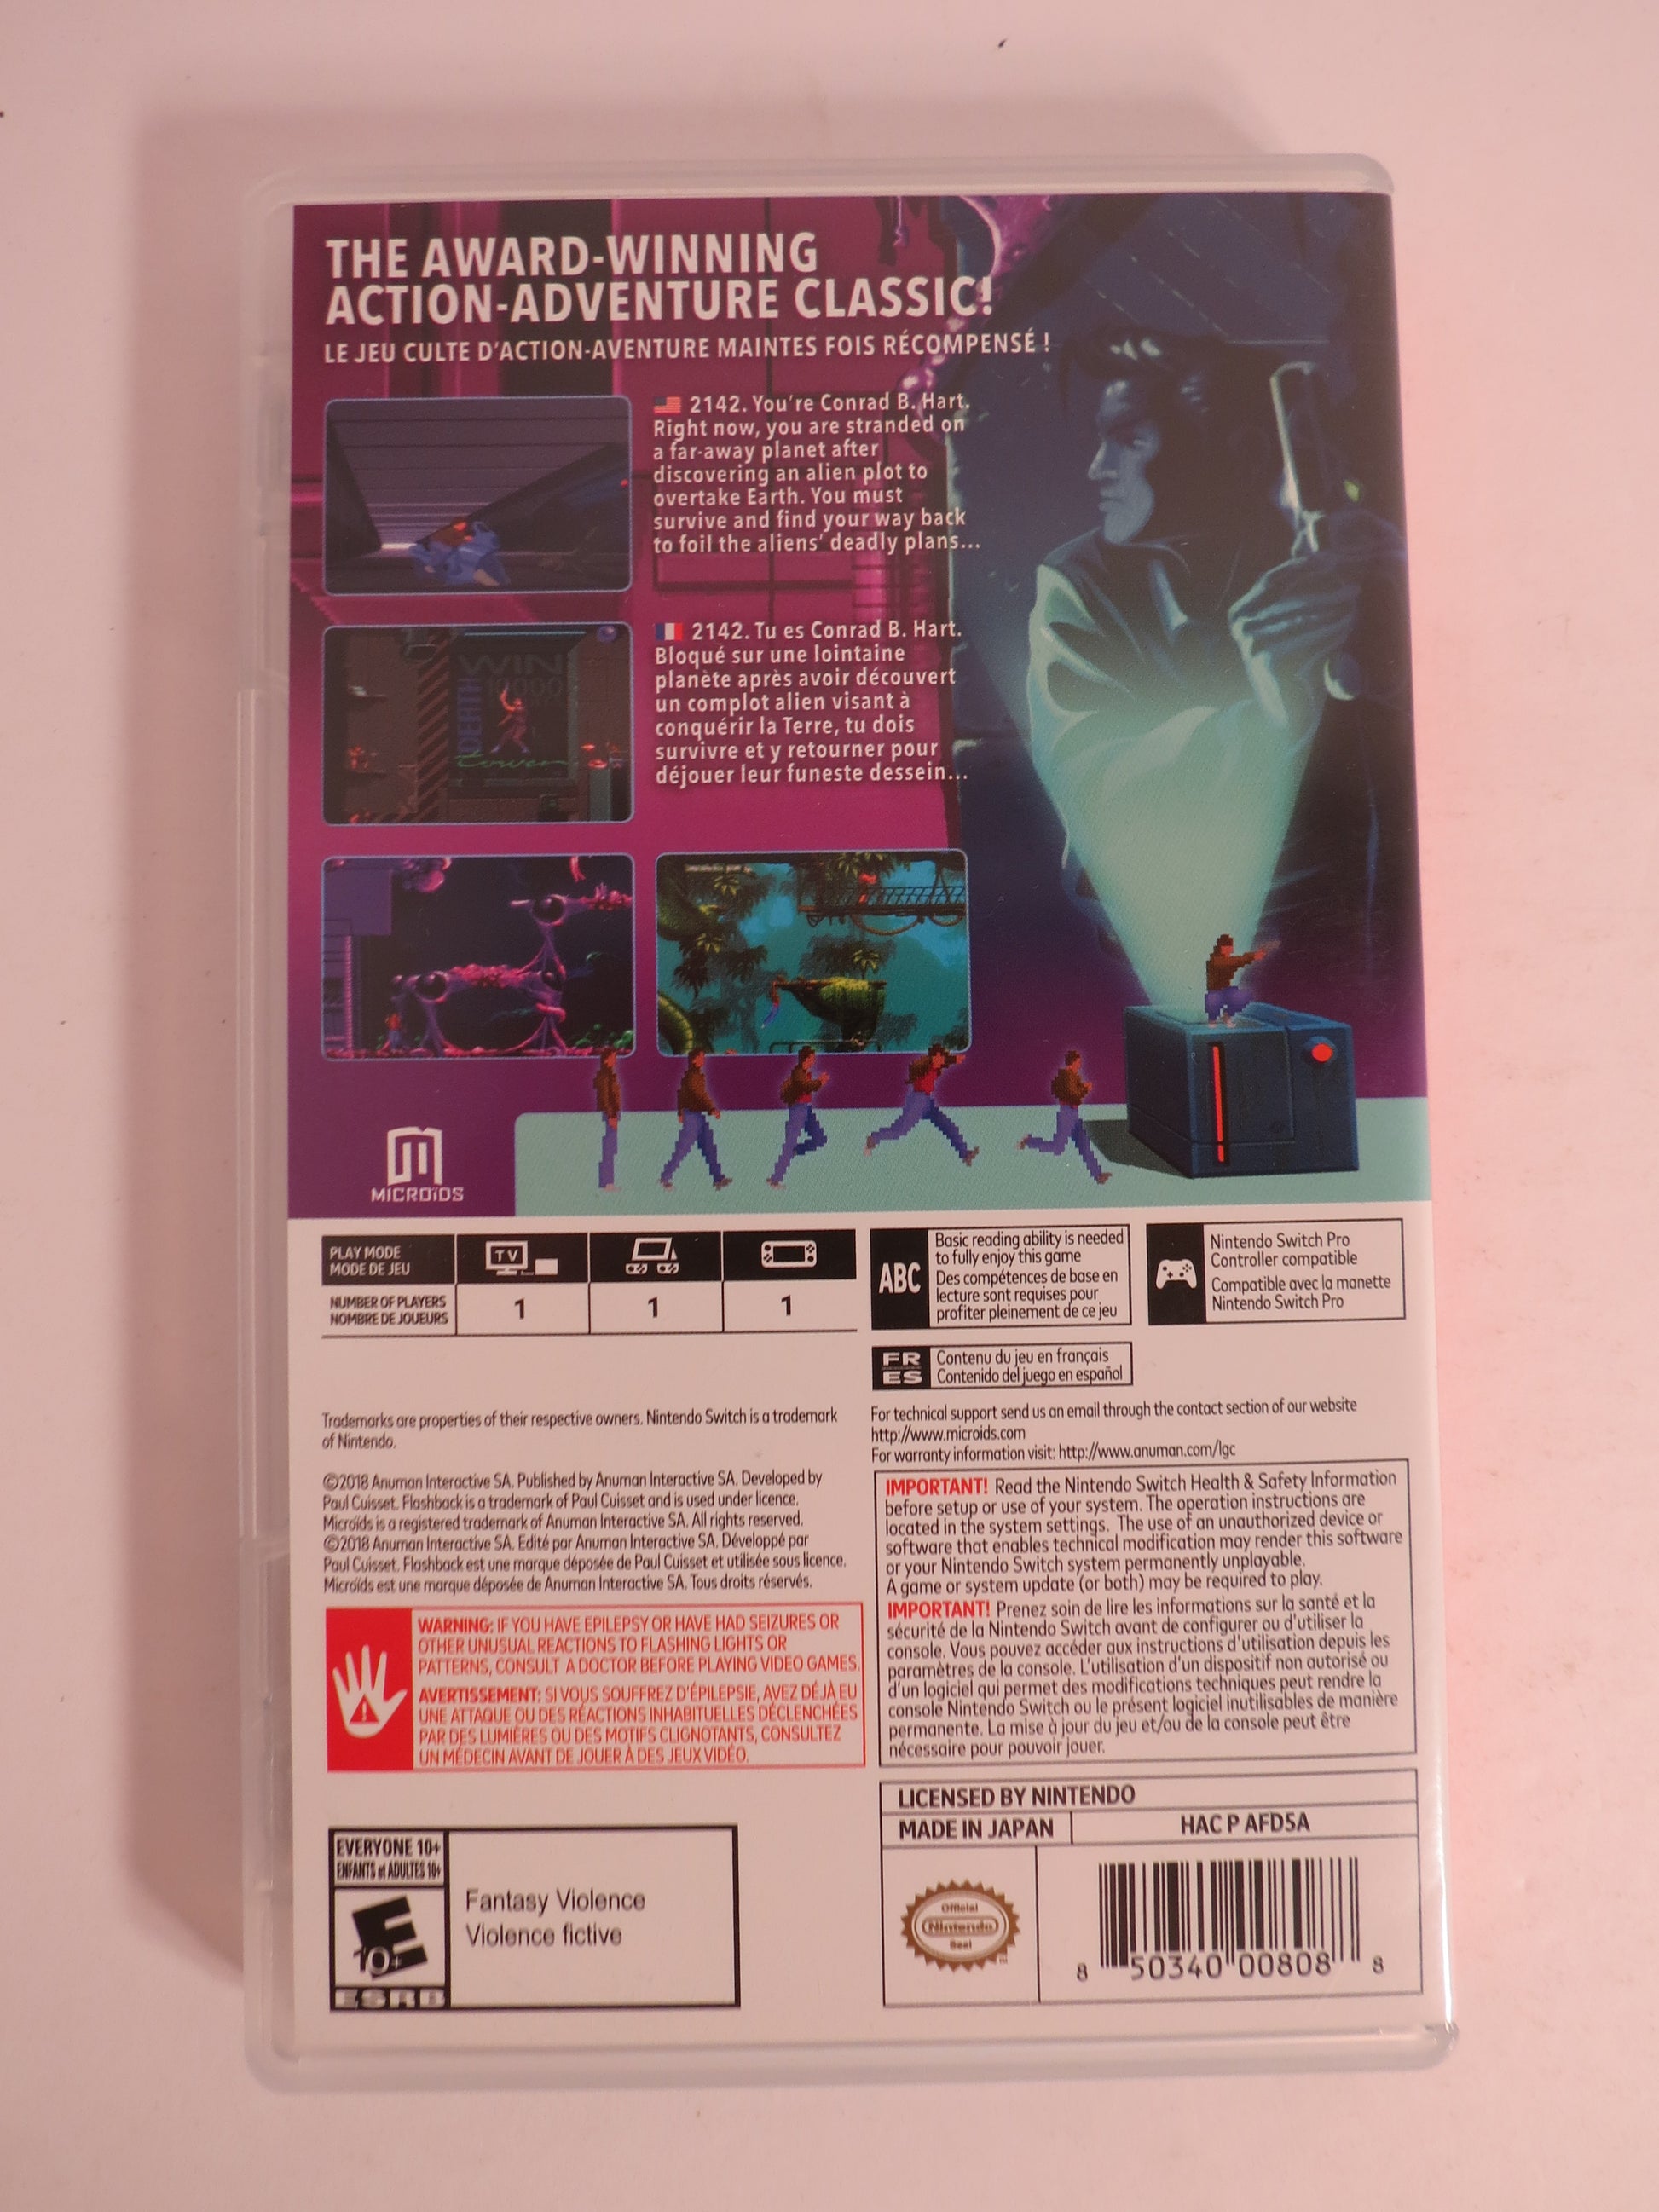 THE AWARD-WINNING
ACTION-ADVENTURE CLASSIC!
LE JEU CULTE D'ACTION-AVENTURE MAINTES FOIS RÉCOMPENSÉ !
2142. You're Conrad B. Hart.
Right now, you are stranded on
a far-away planet after
discovering an alien plot to
overtake Earth. You must
survive and find your way back
to foil the aliens' deadly plans...
2142. Tu es Conrad B. Hart.
Bloqué sur une lointaine
planète après avoir découvert
un complot alien visant à
conquérir la Terre, tu dois
survivre et y retourner pour
déjouer leur funeste dessein...
WIN
10000
DEATH
Tower
MICROÏDS
PLAY MODE
MODE DE JEU
TV
NUMBER OF PLAYERS
NOMBRE DE JOUEURS
1 1 1
ABC
Basic reading ability is needed
to fully enjoy this game
Des compétences de base en
lecture sont requises pour
profiter pleinement de ce jeu
Nintendo Switch Pro
Controller compatible
Compatible avec la manette
Nintendo Switch Pro
FR
ES
Contenu du jeu en français
Contenido del juego en español
Trademarks are properties of their respective owners. Nintendo Switch is a trademark
of Nintendo.
©2018 Anuman Interactive SA. Published by Anuman Interactive SA. Developed by
Paul Cuisset. Flashback is a trademark of Paul Cuisset and is used under licence.
Microïds is a registered trademark of Anuman Interactive SA. All rights reserved.
©2018 Anuman Interactive SA. Edité par Anuman Interactive SA. Développé par
Paul Cuisset. Flashback est une marque déposée de Paul Cuisset et utilisée sous licence.
Microïds est une marque déposée de Anuman Interactive SA. Tous droits réservés.
For technical support send us an email through the contact section of our website
http://www.microids.com
For warranty information visit: http://www.anuman.com/lgc
WARNING: IF YOU HAVE EPILEPSY OR HAVE HAD SEIZURES OR
OTHER UNUSUAL REACTIONS TO FLASHING LIGHTS OR
PATTERNS, CONSULT A DOCTOR BEFORE PLAYING VIDEO GAMES.
AVERTISSEMENT: SI VOUS SOUFFREZ D'ÉPILEPSIE, AVEZ DÉJÀ EU
UNE ATTAQUE OU DES RÉACTIONS INHABITUELLES DÉCLENCHÉES
PAR DES LUMIÈRES OU DES MOTIFS CLIGNOTANTS, CONSULTEZ
UN MÉDECIN AVANT DE JOUER À DES JEUX VIDÉO.
IMPORTANT! Read the Nintendo Switch Health & Safety Information
before setup or use of your system. The operation instructions are
located in the system settings. The use of an unauthorized device or
software that enables technical modification may render this software
or your Nintendo Switch system permanently unplayable.
A game or system update (or both) may be required to play.
IMPORTANT! Prenez soin de lire les informations sur la santé et la
sécurité de la Nintendo Switch avant de configurer ou d'utiliser la
console. Vous pouvez accéder aux instructions d'utilisation depuis les
paramètres de la console. L'utilisation d'un dispositif non autorisé ou
d'un logiciel qui permet des modifications techniques peut rendre la
console Nintendo Switch ou le présent logiciel inutilisables de manière
permanente. La mise à jour du jeu et/ou de la console peut être
nécessaire pour pouvoir jouer.
LICENSED BY NINTENDO
MADE IN JAPAN
HAC P AFD5A
Official
Nintendo
Seal
TM
8 50340 00808 8
EVERYONE 10+
ENFANTS et ADULTES 10+
E
10+
ESRB
Fantasy Violence
Violence fictive